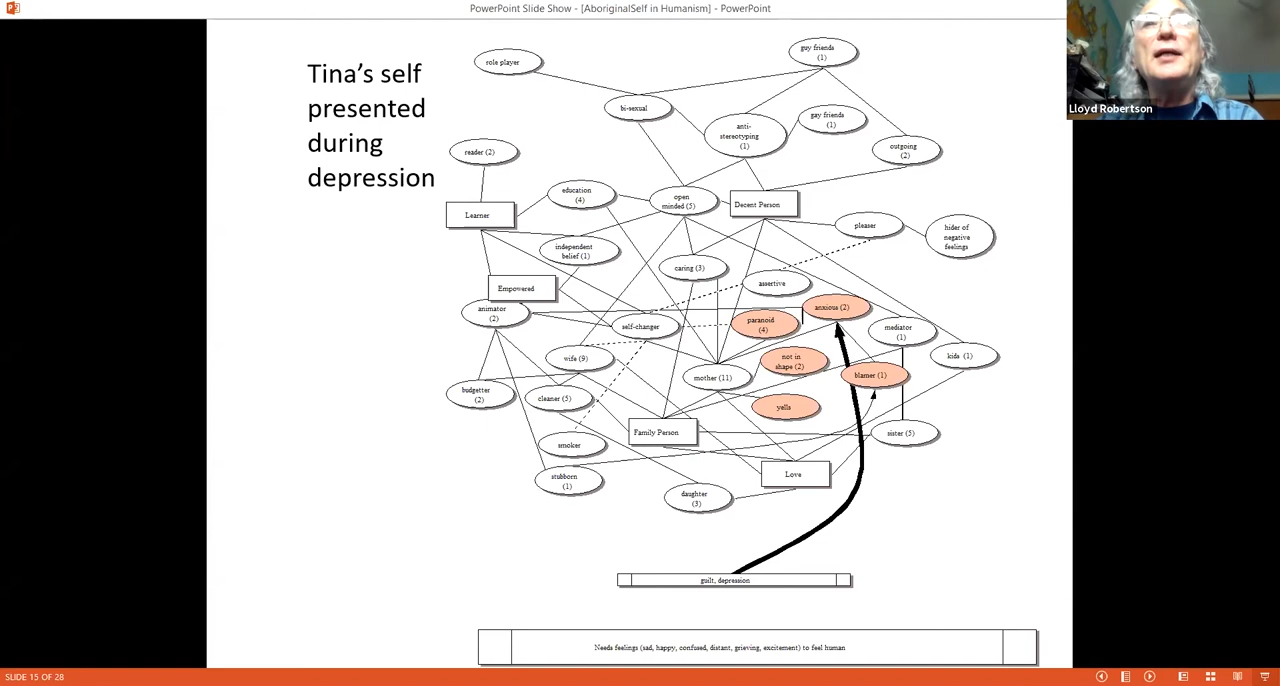 PowerPoint Slide Show - [AboriginalSelf in Humanism] - PowerPoint
Lloyd Robertson
Tina's self
presented
during
depression
role player
guy friends
(1)
bi-sexual
anti-
stereotyping
(1)
gay friends
(1)
outgoing
(2)
reader (2)
education
(4)
open
minded (5)
Decent Person
Learner
pleaser
hider of
negative
feelings
independent
belief (1)
caring (3)
assertive
Empowered
animator
(2)
self-changer
paranoid
(4)
anxious (2)
mediator
(1)
kids (1)
wife (9)
not in
shape (2)
mother (11)
blamer (1)
budgetter
(2)
cleaner (5)
yells
smoker
Family Person
sister (5)
stubborn
(1)
Love
daughter
(3)
guilt, depression
Needs feelings (sad, happy, confused, distant, grieving, excitement) to feel human
SLIDE 15 OF 28